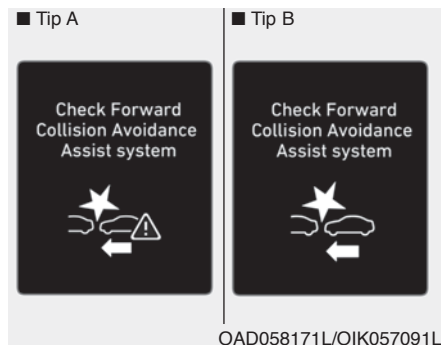 ■ Tip A
■ Tip B
Check Forward
Collision Avoidance
Assist system
Check Forward
Collision Avoidance
Assist system
OAD058171L/OIK057091L